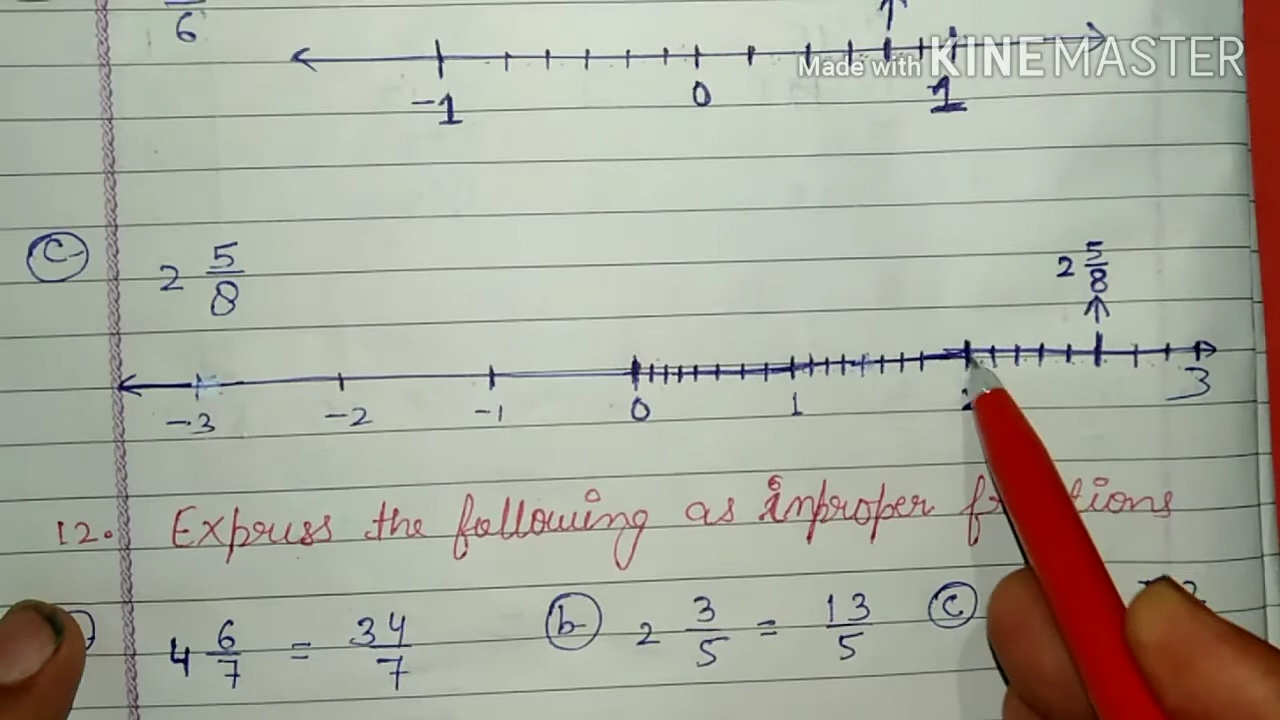 6
Made with KINEMASTER
-1 0 1
C 2 5/8
2 5/8
-3 -2 -1 0 1 3
12. Express the following as improper
4 6/7 = 34/7 b 2 3/5 = 13/5 c